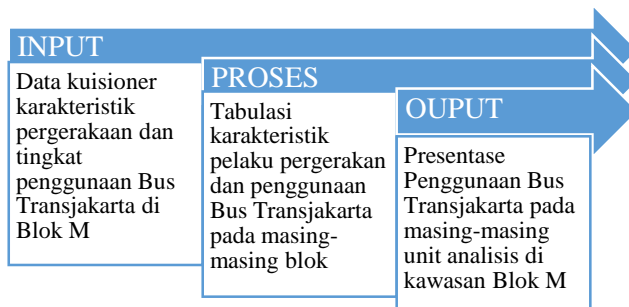 INPUT
Data kuisioner
karakteristik
pergerakaan dan
tingkat
penggunaan Bus
Transjakarta di
Blok M
PROSES
Tabulasi
karakteristik
pelaku pergerakan
dan penggunaan
Bus Transjakarta
pada masing-
masing blok
OUPUT
Presentase
Penggunaan Bus
Transjakarta pada
masing-masing
unit analisis di
kawasan Blok M